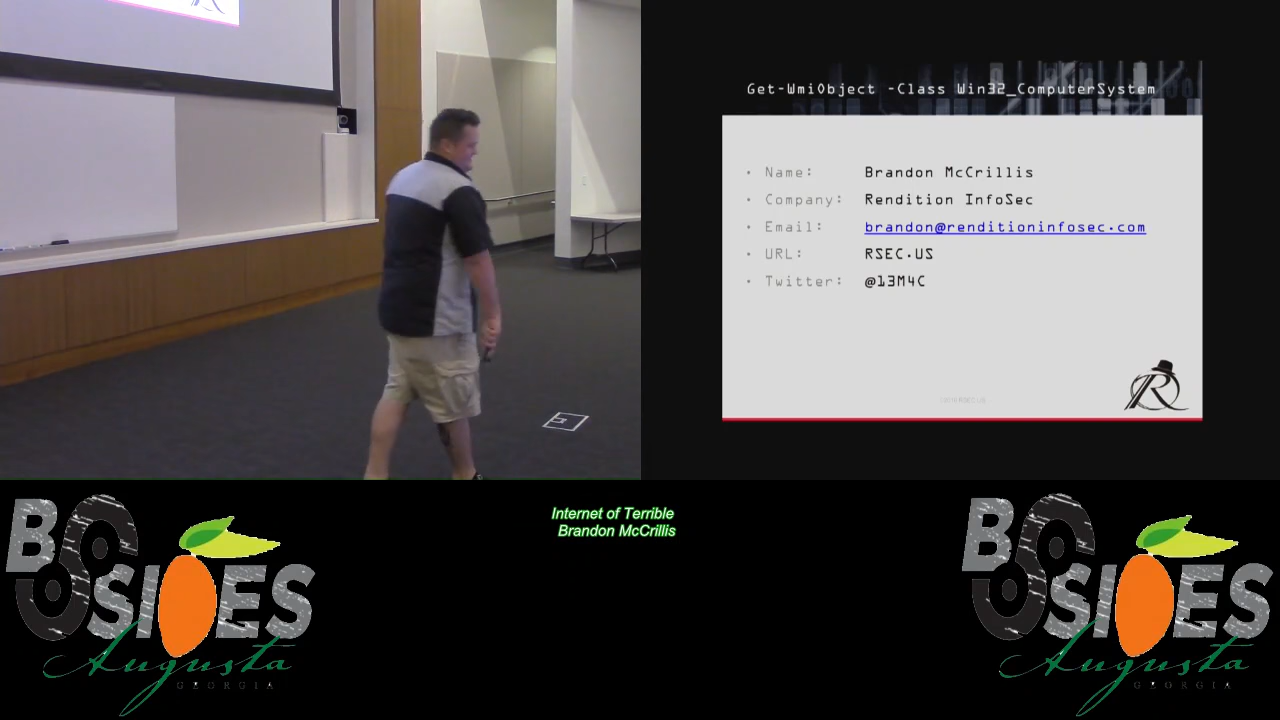 Get-WmiObject -Class Win32_ComputerSystem
• Name: Brandon McCrillis
• Company: Rendition InfoSec
• Email: brandon@renditioninfosec.com
• URL: RSEC.US
• Twitter: @13M4C
R
Internet of Terrible
Brandon McCrillis
BSIDES
Augusta
GEORGIA
BSIDES
Augusta
GEORGIA